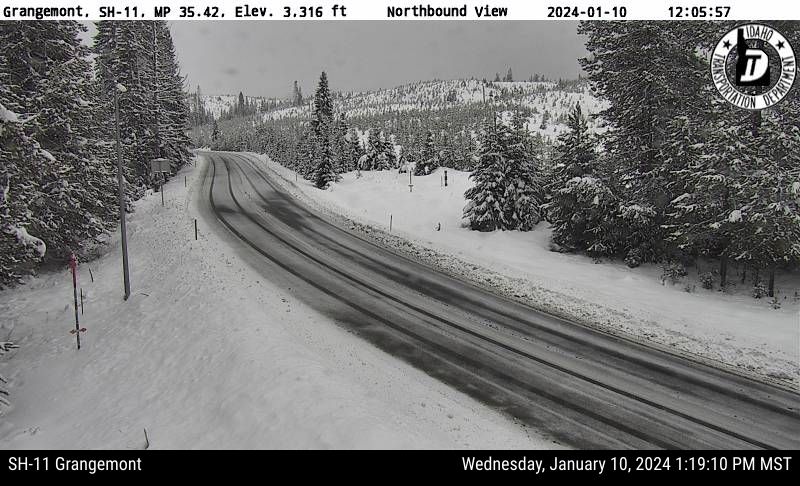 Grangemont, SH-11, MP 35.42, Elev. 3,316 ft Northbound View 2024-01-10 12:05:57
IDAHO
TRANSPORTATION DEPARTMENT
SH-11 Grangemont Wednesday, January 10, 2024 1:19:10 PM MST